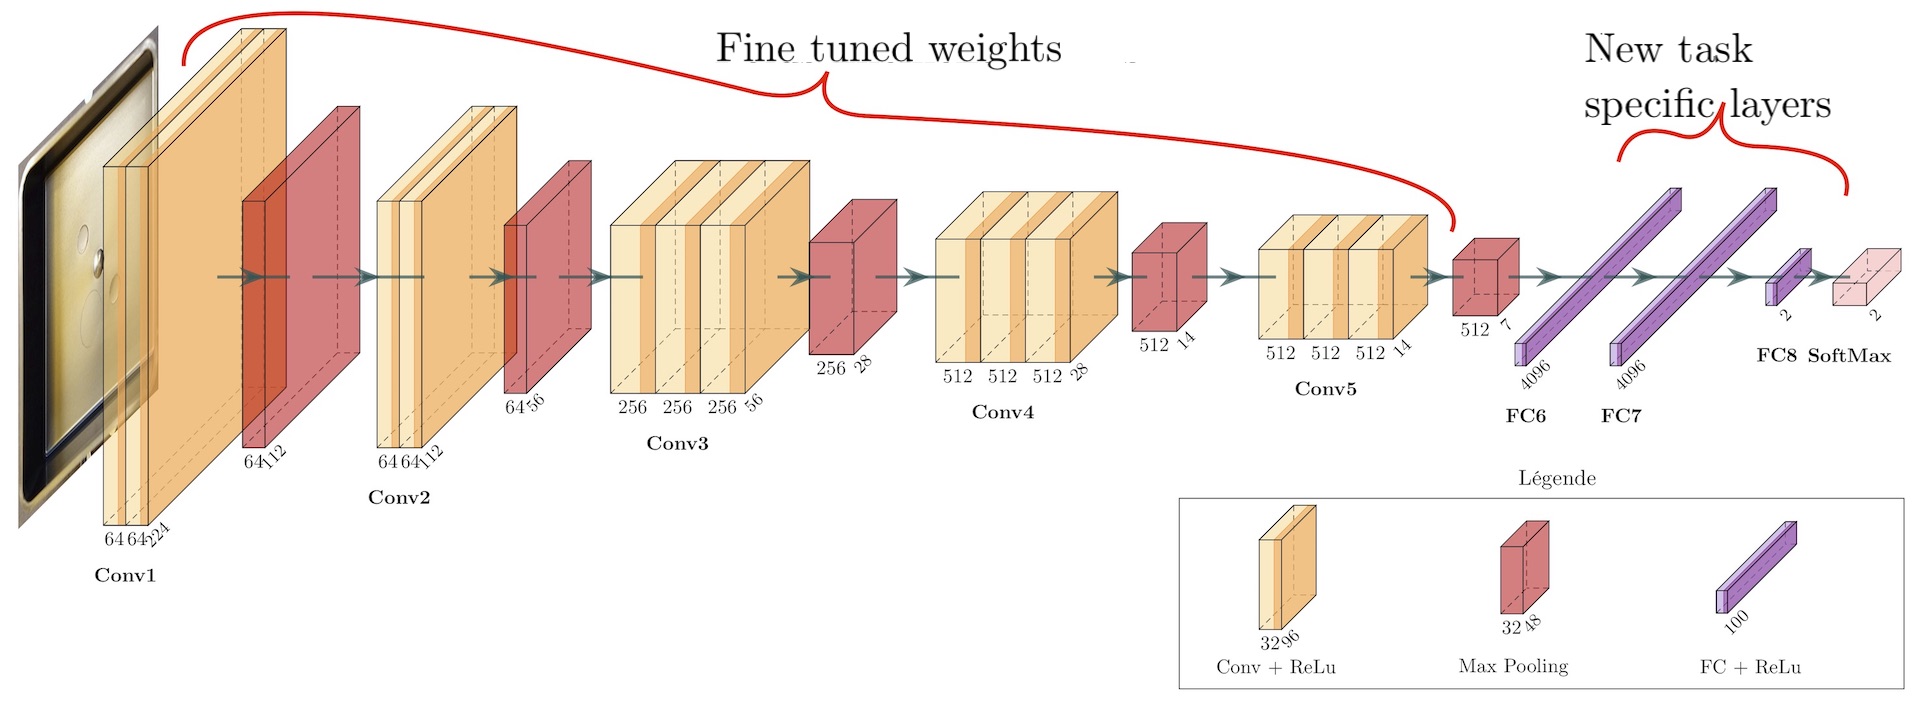 Fine tuned weights
New task
specific layers
64 64 224
Conv1
64 112
64 64 112
Conv2
64 56
256 256 256 56
Conv3
256 28
512 512 512 28
Conv4
512 14
512 512 512 14
Conv5
512 7
4096
FC6
4096
FC7
2
FC8
2
SoftMax
Légende
32 96
Conv + ReLu
32 48
Max Pooling
100
FC + ReLu